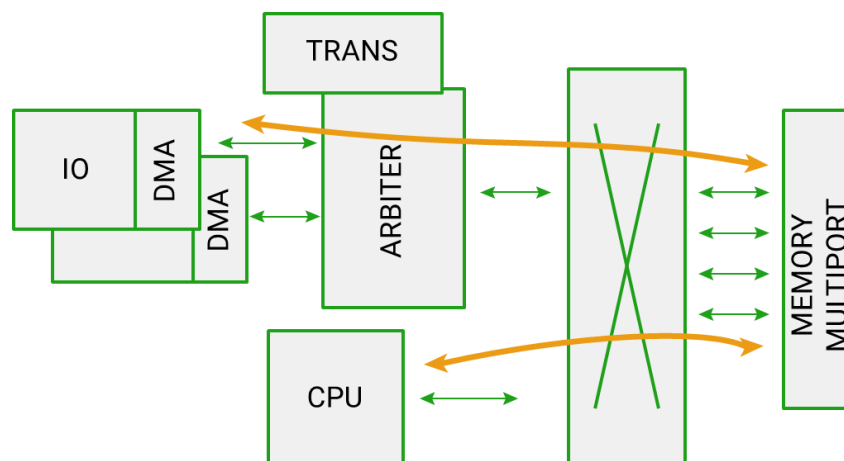 TRANS
IO
DMA
DMA
ARBITER
CPU
MEMORY
MULTIPORT